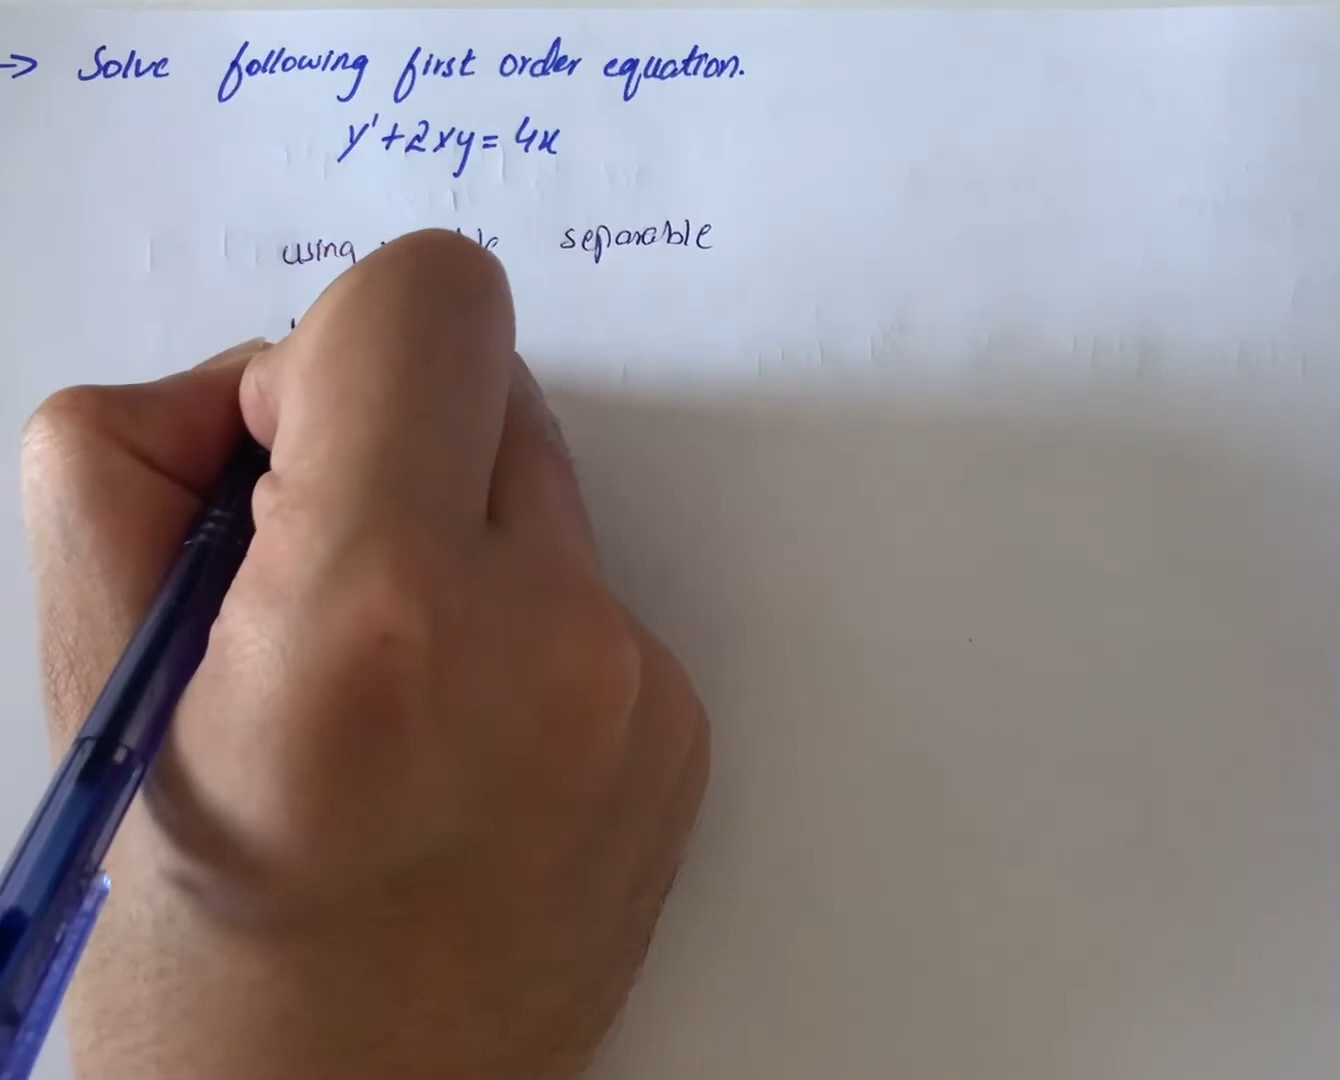 → Solve following first order equation.
y'+2xy=4x
using separable